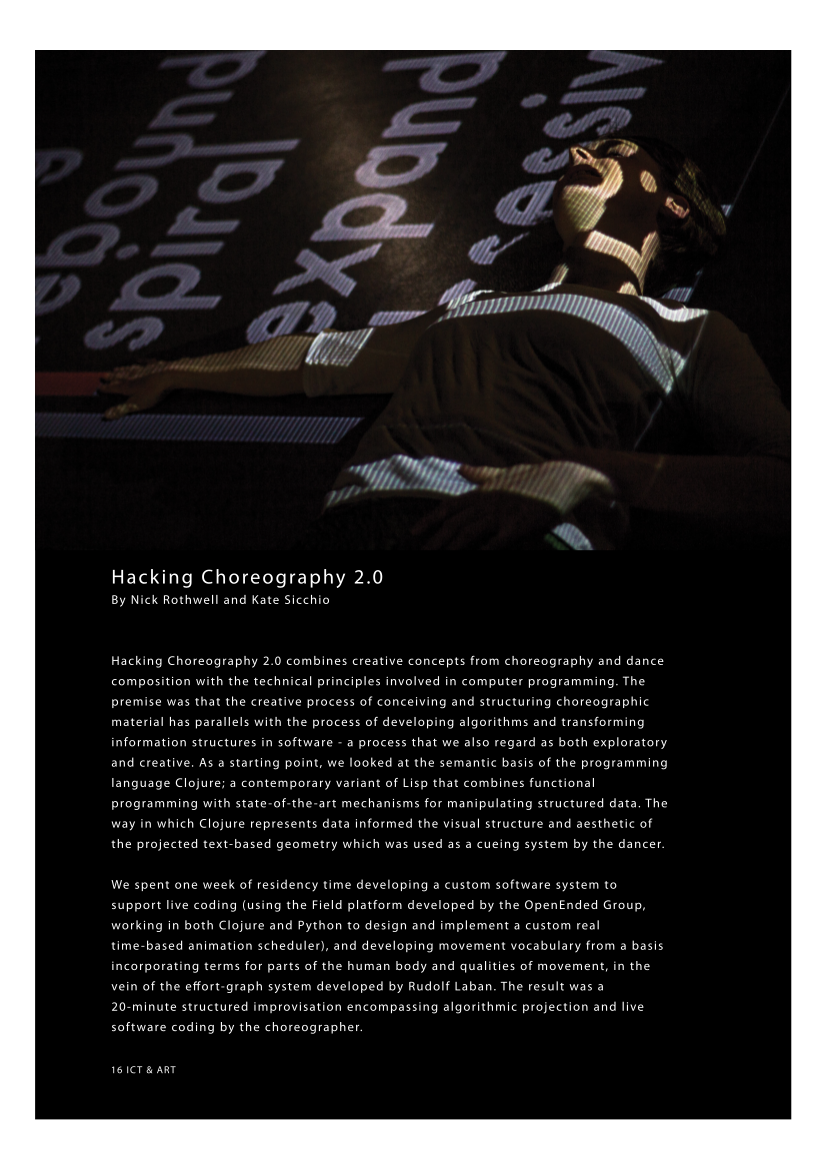 ebound
spiral
expand
Hacking Choreography 2.0
By Nick Rothwell and Kate Sicchio
Hacking Choreography 2.0 combines creative concepts from choreography and dance
composition with the technical principles involved in computer programming. The
premise was that the creative process of conceiving and structuring choreographic
material has parallels with the process of developing algorithms and transforming
information structures in software - a process that we also regard as both exploratory
and creative. As a starting point, we looked at the semantic basis of the programming
language Clojure; a contemporary variant of Lisp that combines functional
programming with state-of-the-art mechanisms for manipulating structured data. The
way in which Clojure represents data informed the visual structure and aesthetic of
the projected text-based geometry which was used as a cueing system by the dancer.
We spent one week of residency time developing a custom software system to
support live coding (using the Field platform developed by the OpenEnded Group,
working in both Clojure and Python to design and implement a custom real
time-based animation scheduler), and developing movement vocabulary from a basis
incorporating terms for parts of the human body and qualities of movement, in the
vein of the effort-graph system developed by Rudolf Laban. The result was a
20-minute structured improvisation encompassing algorithmic projection and live
software coding by the choreographer.
16 ICT & ART